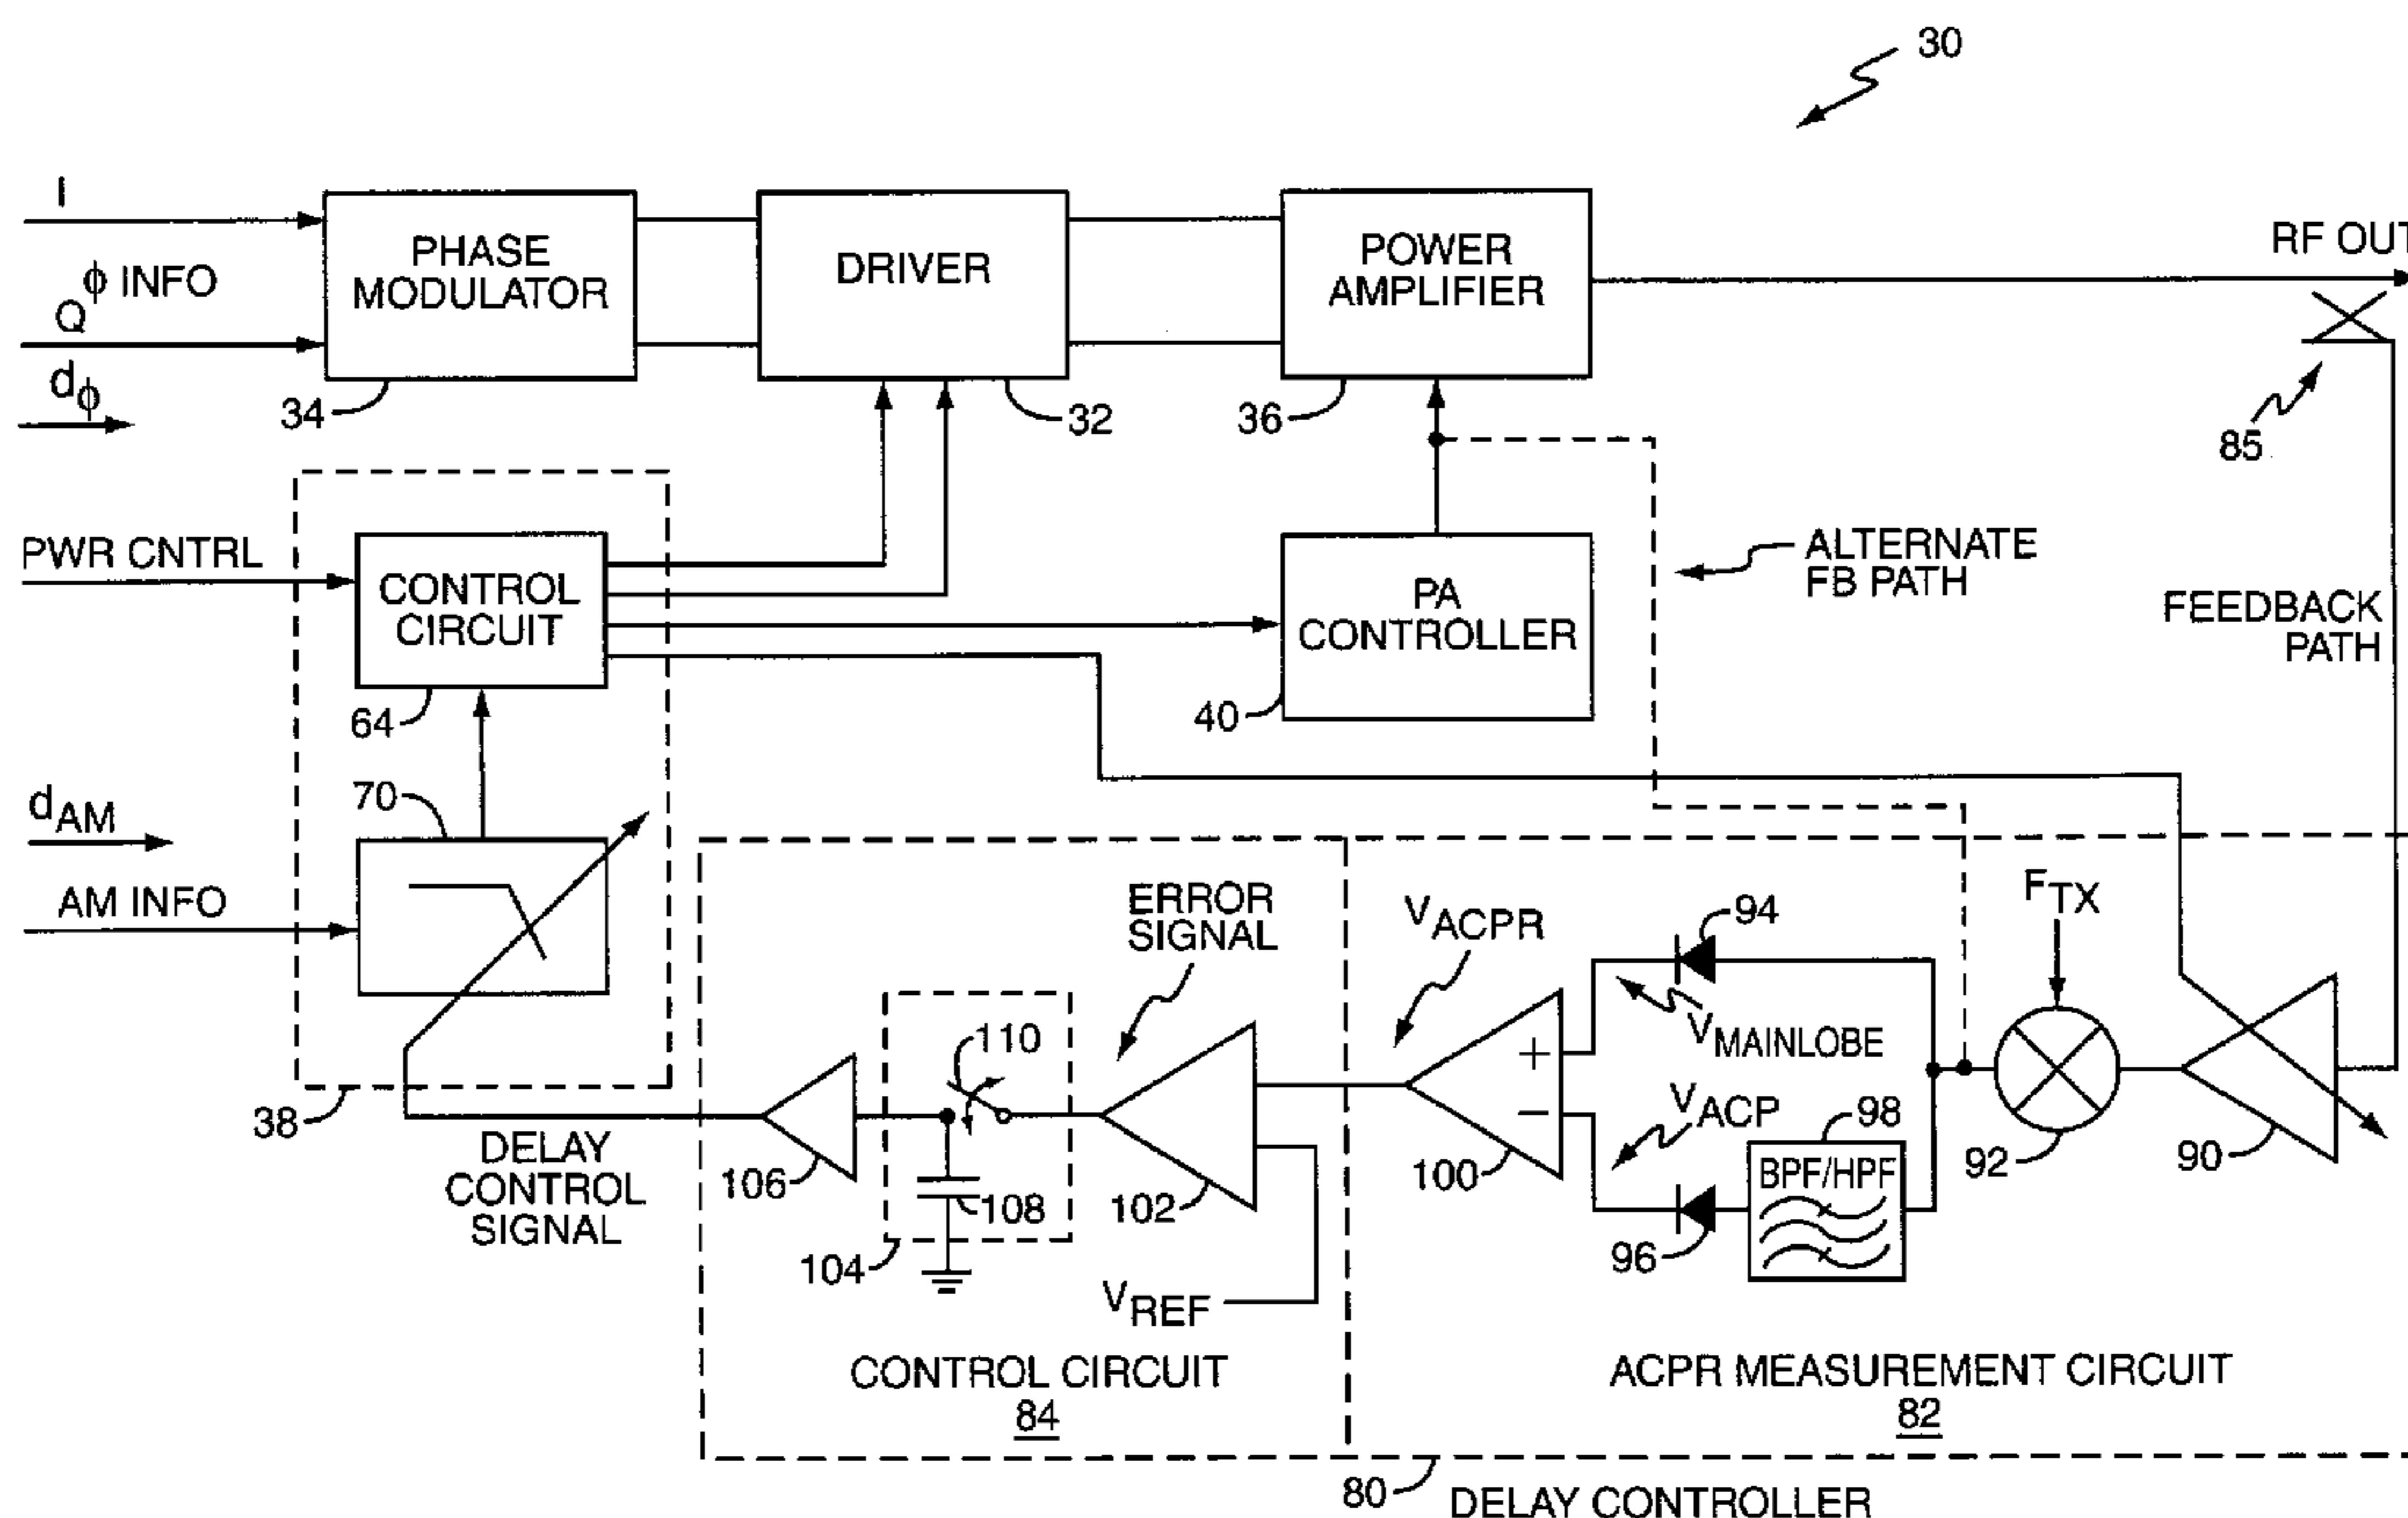 30
I
PHASE
MODULATOR
DRIVER
POWER
AMPLIFIER
RF OUT
ϕ INFO
Q
dϕ
34
32
36
85
PWR CNTRL
CONTROL
CIRCUIT
PA
CONTROLLER
ALTERNATE
FB PATH
FEEDBACK
PATH
64
40
70
dAM
AM INFO
ERROR
SIGNAL
VACPR
94
FTX
110
+
VMAINLOBE
VACP
−
98
BPF/HPF
38
DELAY
CONTROL
SIGNAL
106
108
102
100
92
90
104
96
VREF
CONTROL CIRCUIT
84
ACPR MEASUREMENT CIRCUIT
82
80
DELAY CONTROLLER